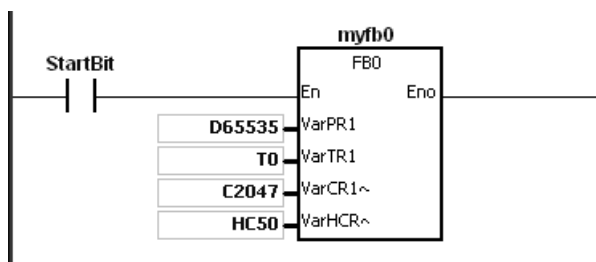 myfb0
StartBit
FB0
En Eno
D65535 VarPR1
T0 VarTR1
C2047 VarCR1~
HC50 VarHCR~